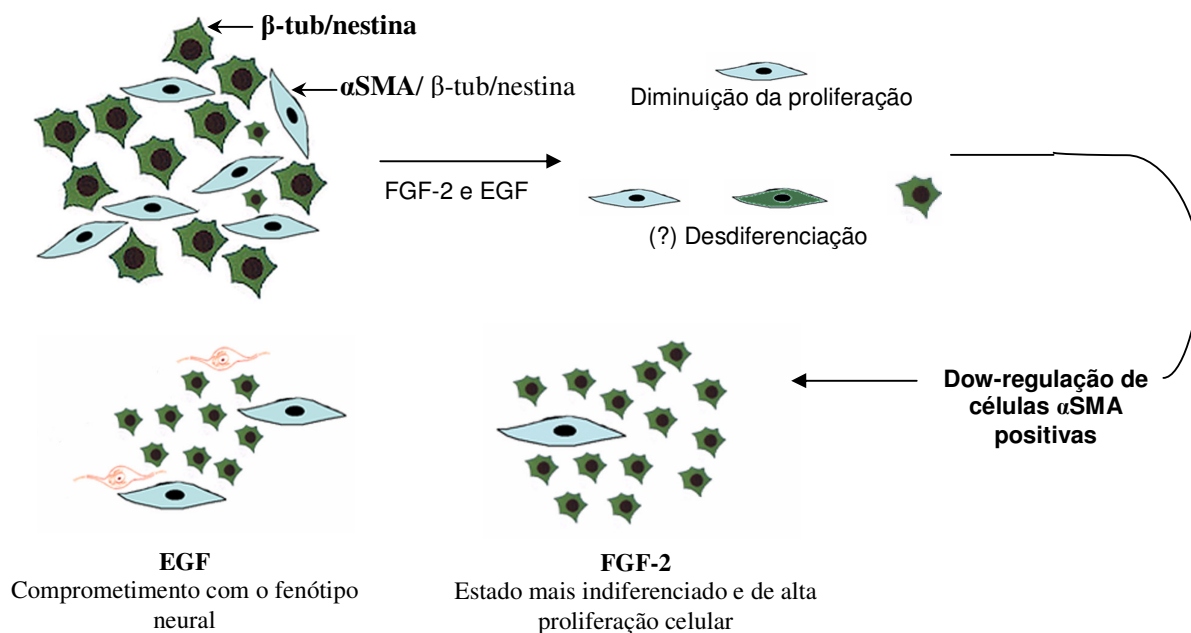 β-tub/nestina
αSMA/ β-tub/nestina
FGF-2 e EGF
Diminuição da proliferação
(?) Desdiferenciação
Dow-regulação de
células αSMA
positivas
EGF
Comprometimento com o fenótipo
neural
FGF-2
Estado mais indiferenciado e de alta
proliferação celular